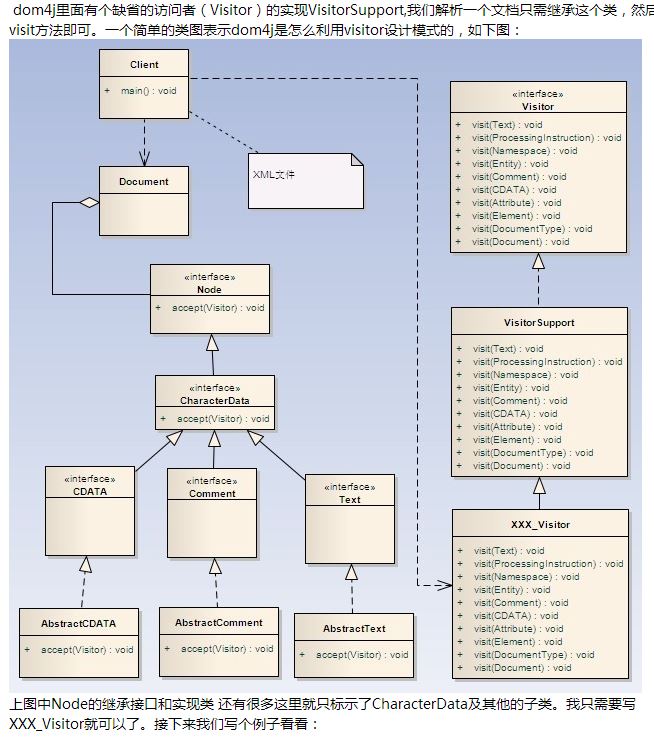 dom4j里面有个缺省的访问者（Visitor）的实现VisitorSupport,我们解析一个文档只需继承这个类，然后
visit方法即可。一个简单的类图表示dom4j是怎么利用visitor设计模式的，如下图：
Client
+ main() : void
Document
XML文件
«interface»
Node
+ accept(Visitor) : void
«interface»
CharacterData
+ accept(Visitor) : void
«interface»
CDATA
«interface»
Comment
«interface»
Text
AbstractCDATA
+ accept(Visitor) : void
AbstractComment
+ accept(Visitor) : void
AbstractText
+ accept(Visitor) : void
«interface»
Visitor
+ visit(Text) : void
+ visit(ProcessingInstruction) : void
+ visit(Namespace) : void
+ visit(Entity) : void
+ visit(Comment) : void
+ visit(CDATA) : void
+ visit(Attribute) : void
+ visit(Element) : void
+ visit(DocumentType) : void
+ visit(Document) : void
VisitorSupport
+ visit(Text) : void
+ visit(ProcessingInstruction) : void
+ visit(Namespace) : void
+ visit(Entity) : void
+ visit(Comment) : void
+ visit(CDATA) : void
+ visit(Attribute) : void
+ visit(Element) : void
+ visit(DocumentType) : void
+ visit(Document) : void
XXX_Visitor
+ visit(Text) : void
+ visit(ProcessingInstruction) : void
+ visit(Namespace) : void
+ visit(Entity) : void
+ visit(Comment) : void
+ visit(CDATA) : void
+ visit(Attribute) : void
+ visit(Element) : void
+ visit(DocumentType) : void
+ visit(Document) : void
上图中Node的继承接口和实现类 还有很多这里就只标示了CharacterData及其他的子类。我只需要写
XXX_Visitor就可以了。接下来我们写个例子看看：